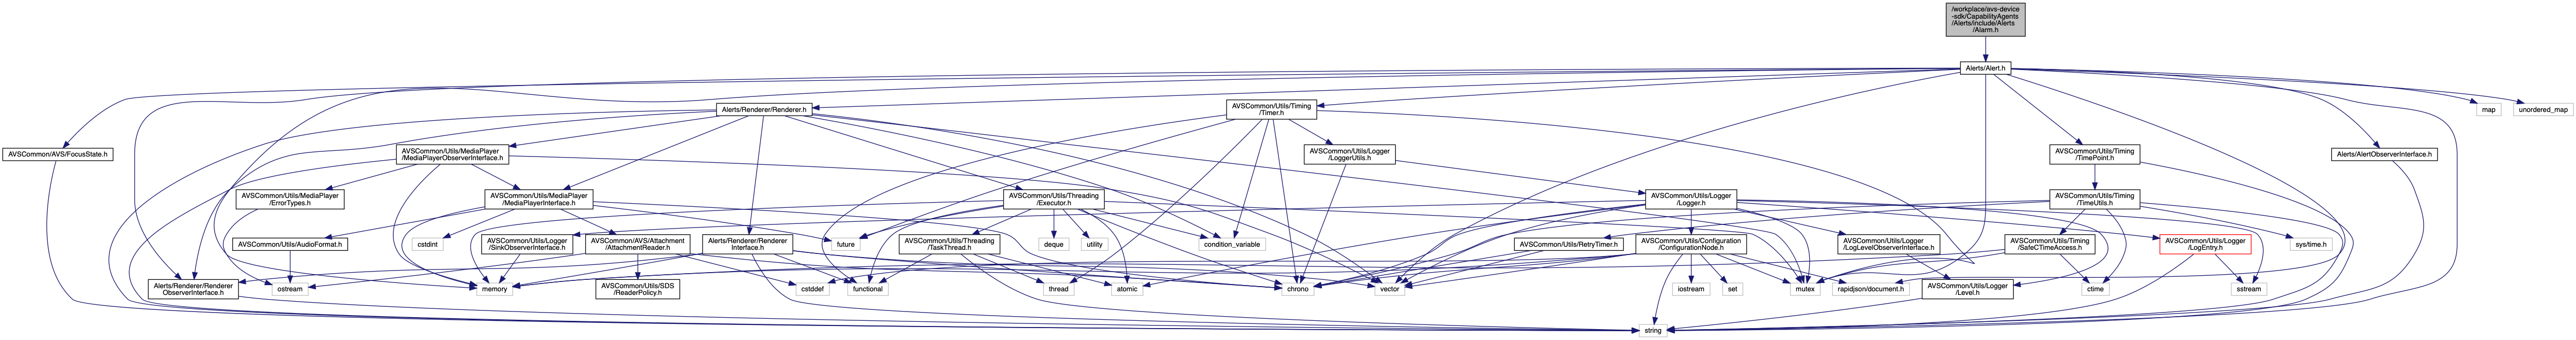 /workplace/avs-device
-sdk/CapabilityAgents
/Alerts/include/Alerts
/Alarm.h
Alerts/Alert.h
Alerts/Renderer/Renderer.h
AVSCommon/Utils/Timing
/Timer.h
map
unordered_map
AVSCommon/AVS/FocusState.h
AVSCommon/Utils/MediaPlayer
/MediaPlayerObserverInterface.h
AVSCommon/Utils/Logger
/LoggerUtils.h
AVSCommon/Utils/Timing
/TimePoint.h
Alerts/AlertObserverInterface.h
AVSCommon/Utils/MediaPlayer
/ErrorTypes.h
AVSCommon/Utils/MediaPlayer
/MediaPlayerInterface.h
AVSCommon/Utils/Threading
/Executor.h
AVSCommon/Utils/Logger
/Logger.h
AVSCommon/Utils/Timing
/TimeUtils.h
AVSCommon/Utils/AudioFormat.h
cstdint
AVSCommon/Utils/Logger
/SinkObserverInterface.h
AVSCommon/AVS/Attachment
/AttachmentReader.h
Alerts/Renderer/Renderer
Interface.h
future
AVSCommon/Utils/Threading
/TaskThread.h
deque
utility
condition_variable
AVSCommon/Utils/RetryTimer.h
AVSCommon/Utils/Configuration
/ConfigurationNode.h
AVSCommon/Utils/Logger
/LogLevelObserverInterface.h
AVSCommon/Utils/Timing
/SafeCTimeAccess.h
AVSCommon/Utils/Logger
/LogEntry.h
sys/time.h
Alerts/Renderer/Renderer
ObserverInterface.h
ostream
memory
AVSCommon/Utils/SDS
/ReaderPolicy.h
cstddef
functional
thread
atomic
chrono
vector
iostream
set
mutex
rapidjson/document.h
AVSCommon/Utils/Logger
/Level.h
ctime
sstream
string